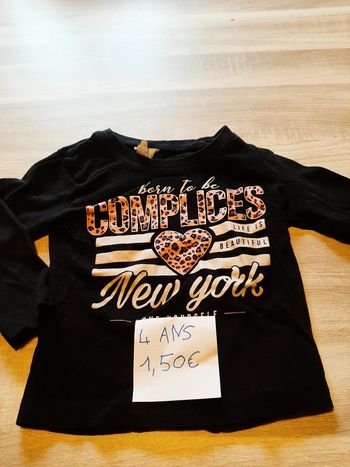 born to be
COMPLICES
LIFE IS
BEAUTIFUL
New york
4 ANS
1,50€